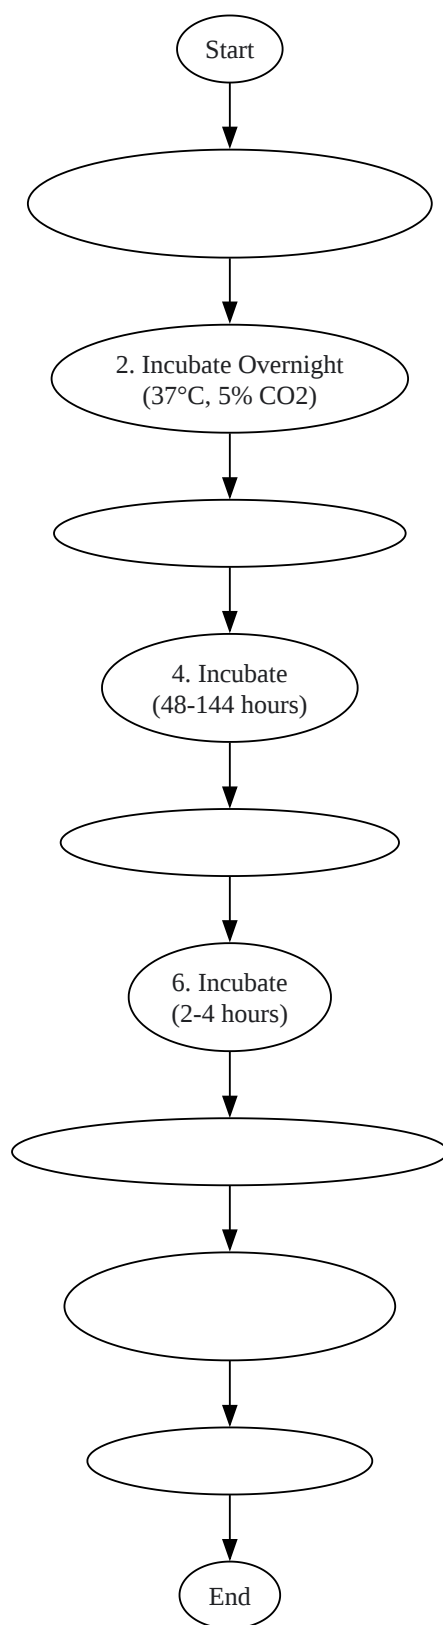 Start
2. Incubate Overnight
(37°C, 5% CO2)
4. Incubate
(48-144 hours)
6. Incubate
(2-4 hours)
End